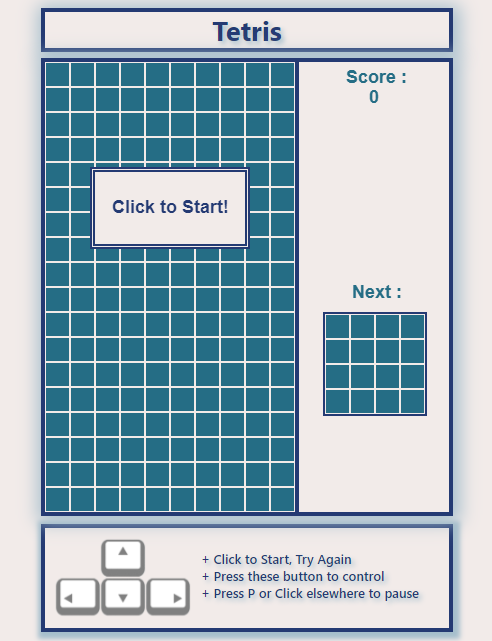 Tetris
Score :
0
Click to Start!
Next :
+ Click to Start, Try Again
+ Press these button to control
+ Press P or Click elsewhere to pause